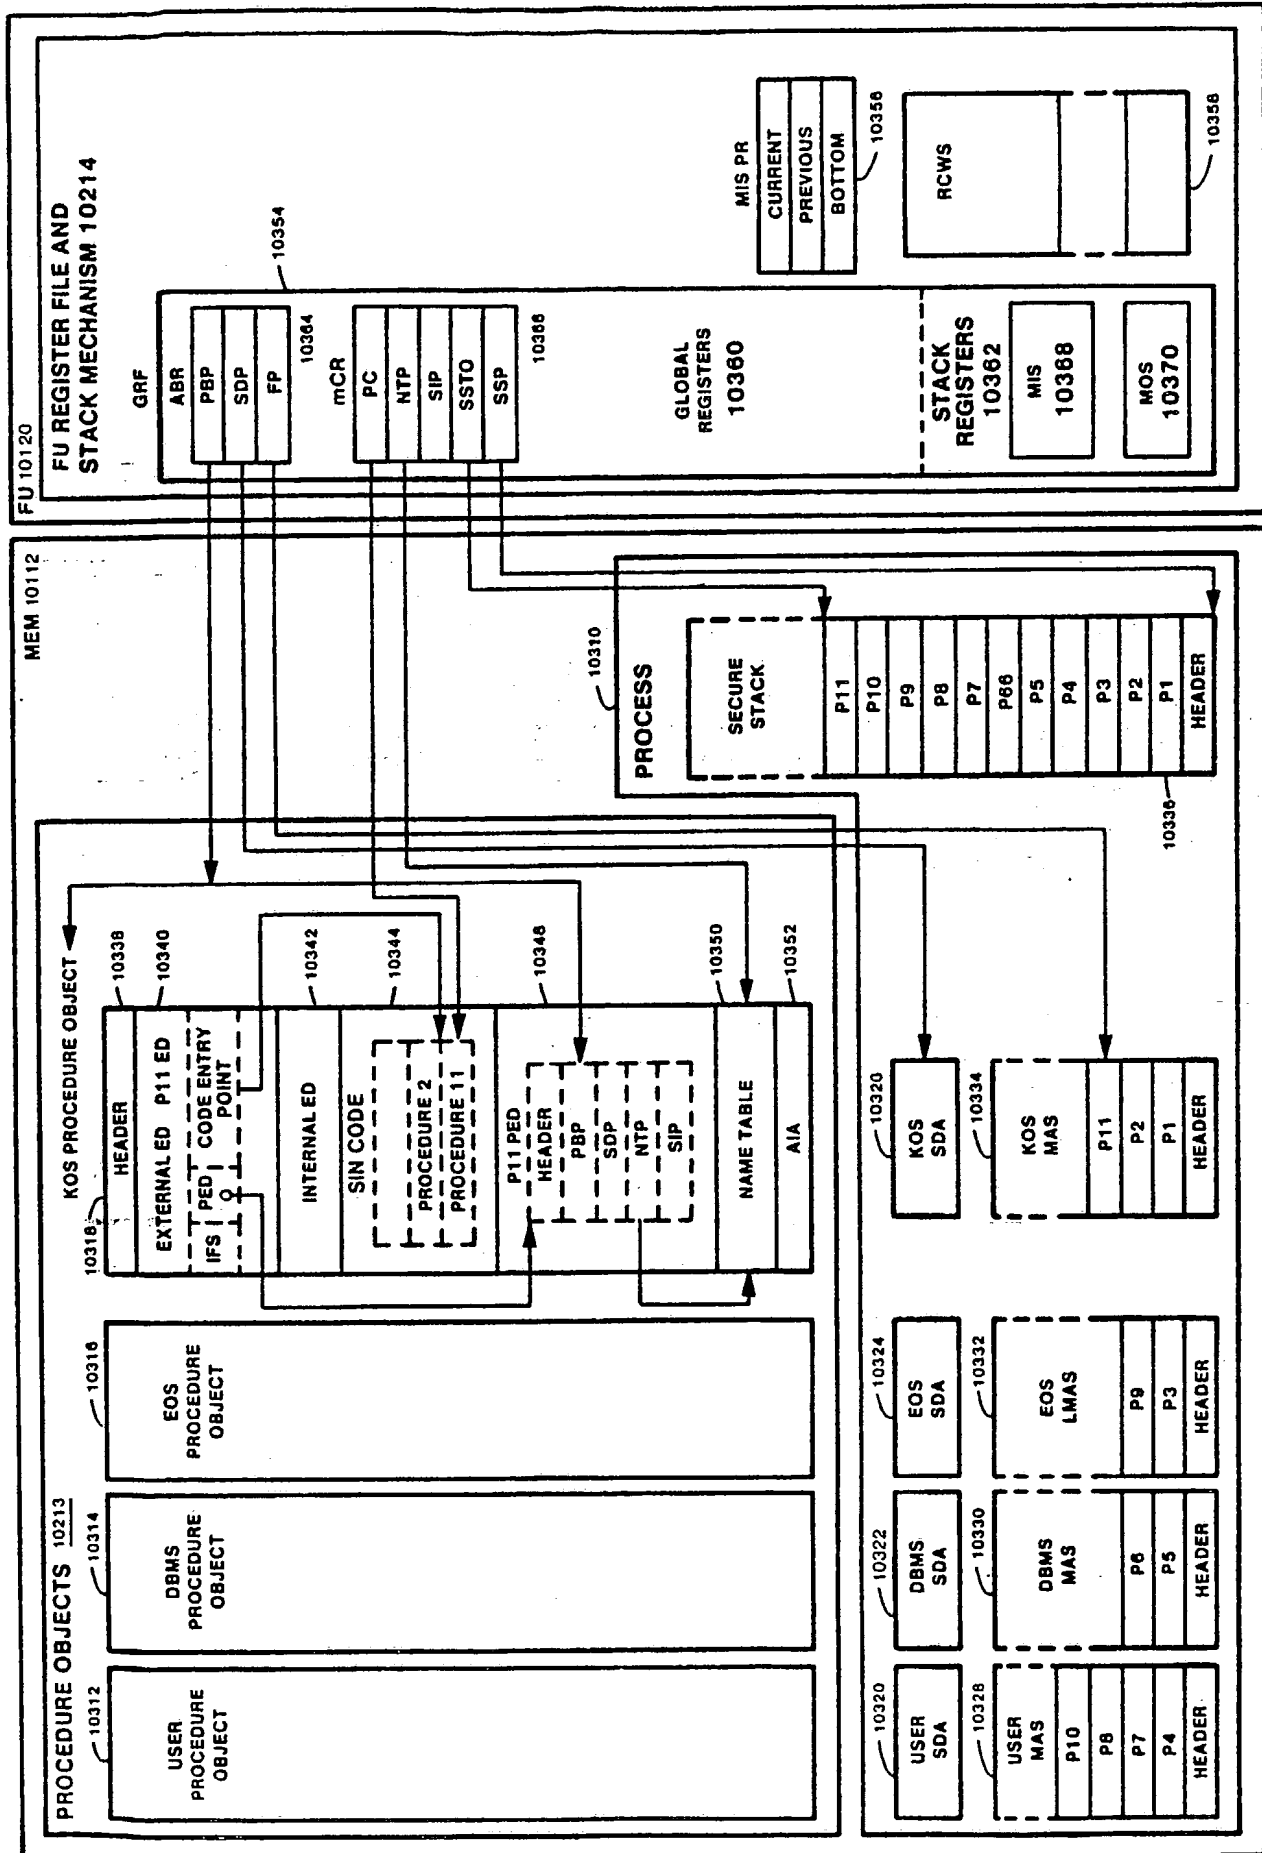 PROCEDURE OBJECTS 10213
10312
USER
PROCEDURE
OBJECT
10314
DBMS
PROCEDURE
OBJECT
10316
EOS
PROCEDURE
OBJECT
KOS PROCEDURE OBJECT
10318
HEADER
10338
EXTERNAL ED P11 ED
10340
IFS
PED
O
CODE ENTRY
POINT
INTERNAL ED
10342
SIN CODE
10344
PROCEDURE 2
PROCEDURE 11
P11 PED
10348
HEADER
PBP
SDP
NTP
SIP
NAME TABLE
10350
AIA
10352
10320
USER
SDA
10322
DBMS
SDA
10324
EOS
SDA
10320
KOS
SDA
10328
USER
MAS
P10
P8
P7
P4
HEADER
10330
DBMS
MAS
P6
P5
HEADER
10332
EOS
LMAS
P9
P3
HEADER
10334
KOS
MAS
P11
P2
P1
HEADER
MEM 10112
10310
PROCESS
SECURE
STACK
P11
P10
P9
P8
P7
P66
P5
P4
P3
P2
P1
HEADER
10336
FU 10120
FU REGISTER FILE AND
STACK MECHANISM 10214
GRF
10354
ABR
PBP
SDP
FP
10364
mCR
PC
NTP
SIP
SSTO
SSP
10366
GLOBAL
REGISTERS
10360
STACK
REGISTERS
10362
MIS
10368
MOS
10370
MIS PR
CURRENT
PREVIOUS
BOTTOM
10356
RCWS
10358